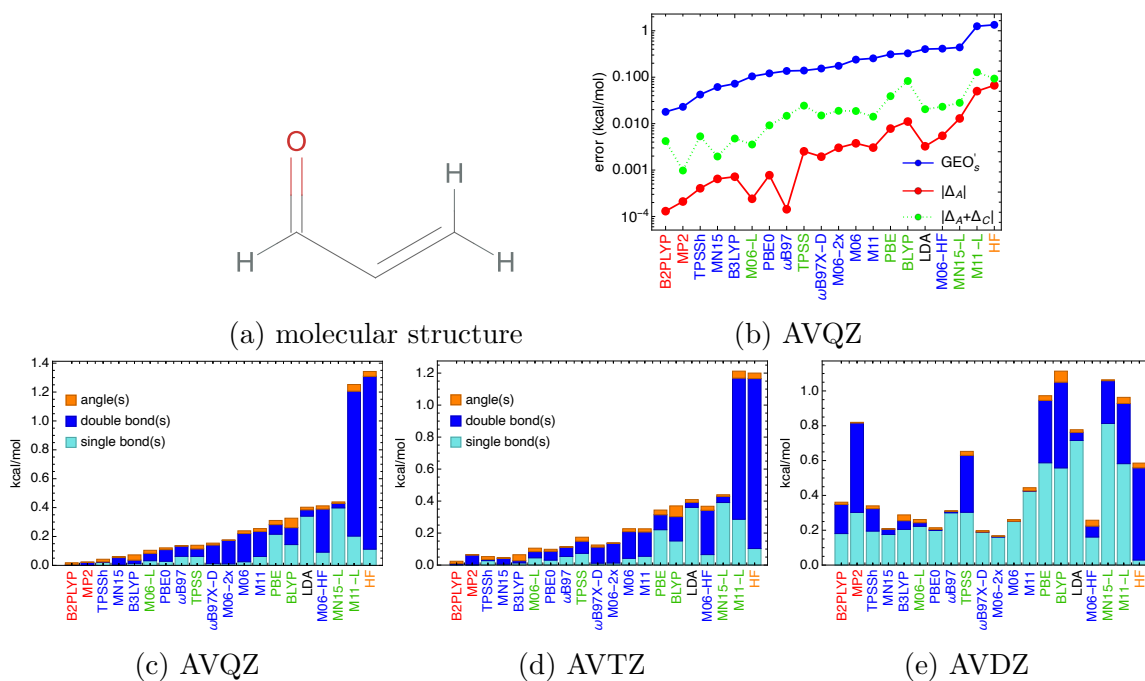 O
H
H
H
(a) molecular structure
error (kcal/mol)
1
0.100
0.010
0.001
10⁻⁴
GEO's
|Δ_A|
|Δ_A+Δ_C|
B2PLYP
MP2
TPSSh
MN15
B3LYP
M06-L
PBE0
ωB97
TPSS
ωB97X-D
M06-2x
M06
M11
PBE
BLYP
LDA
M06-HF
MN15-L
M11-L
HF
(b) AVQZ
kcal/mol
1.4
1.2
1.0
0.8
0.6
0.4
0.2
0.0
angle(s)
double bond(s)
single bond(s)
B2PLYP
MP2
TPSSh
MN15
B3LYP
M06-L
PBE0
ωB97
TPSS
ωB97X-D
M06-2x
M06
M11
PBE
BLYP
LDA
M06-HF
MN15-L
M11-L
HF
(c) AVQZ
kcal/mol
1.2
1.0
0.8
0.6
0.4
0.2
0.0
angle(s)
double bond(s)
single bond(s)
B2PLYP
MP2
TPSSh
MN15
B3LYP
M06-L
PBE0
ωB97
TPSS
ωB97X-D
M06-2x
M06
M11
PBE
BLYP
LDA
M06-HF
MN15-L
M11-L
HF
(d) AVTZ
kcal/mol
1.0
0.8
0.6
0.4
0.2
0.0
B2PLYP
MP2
TPSSh
MN15
B3LYP
M06-L
PBE0
ωB97
TPSS
ωB97X-D
M06-2x
M06
M11
PBE
BLYP
LDA
M06-HF
MN15-L
M11-L
HF
(e) AVDZ